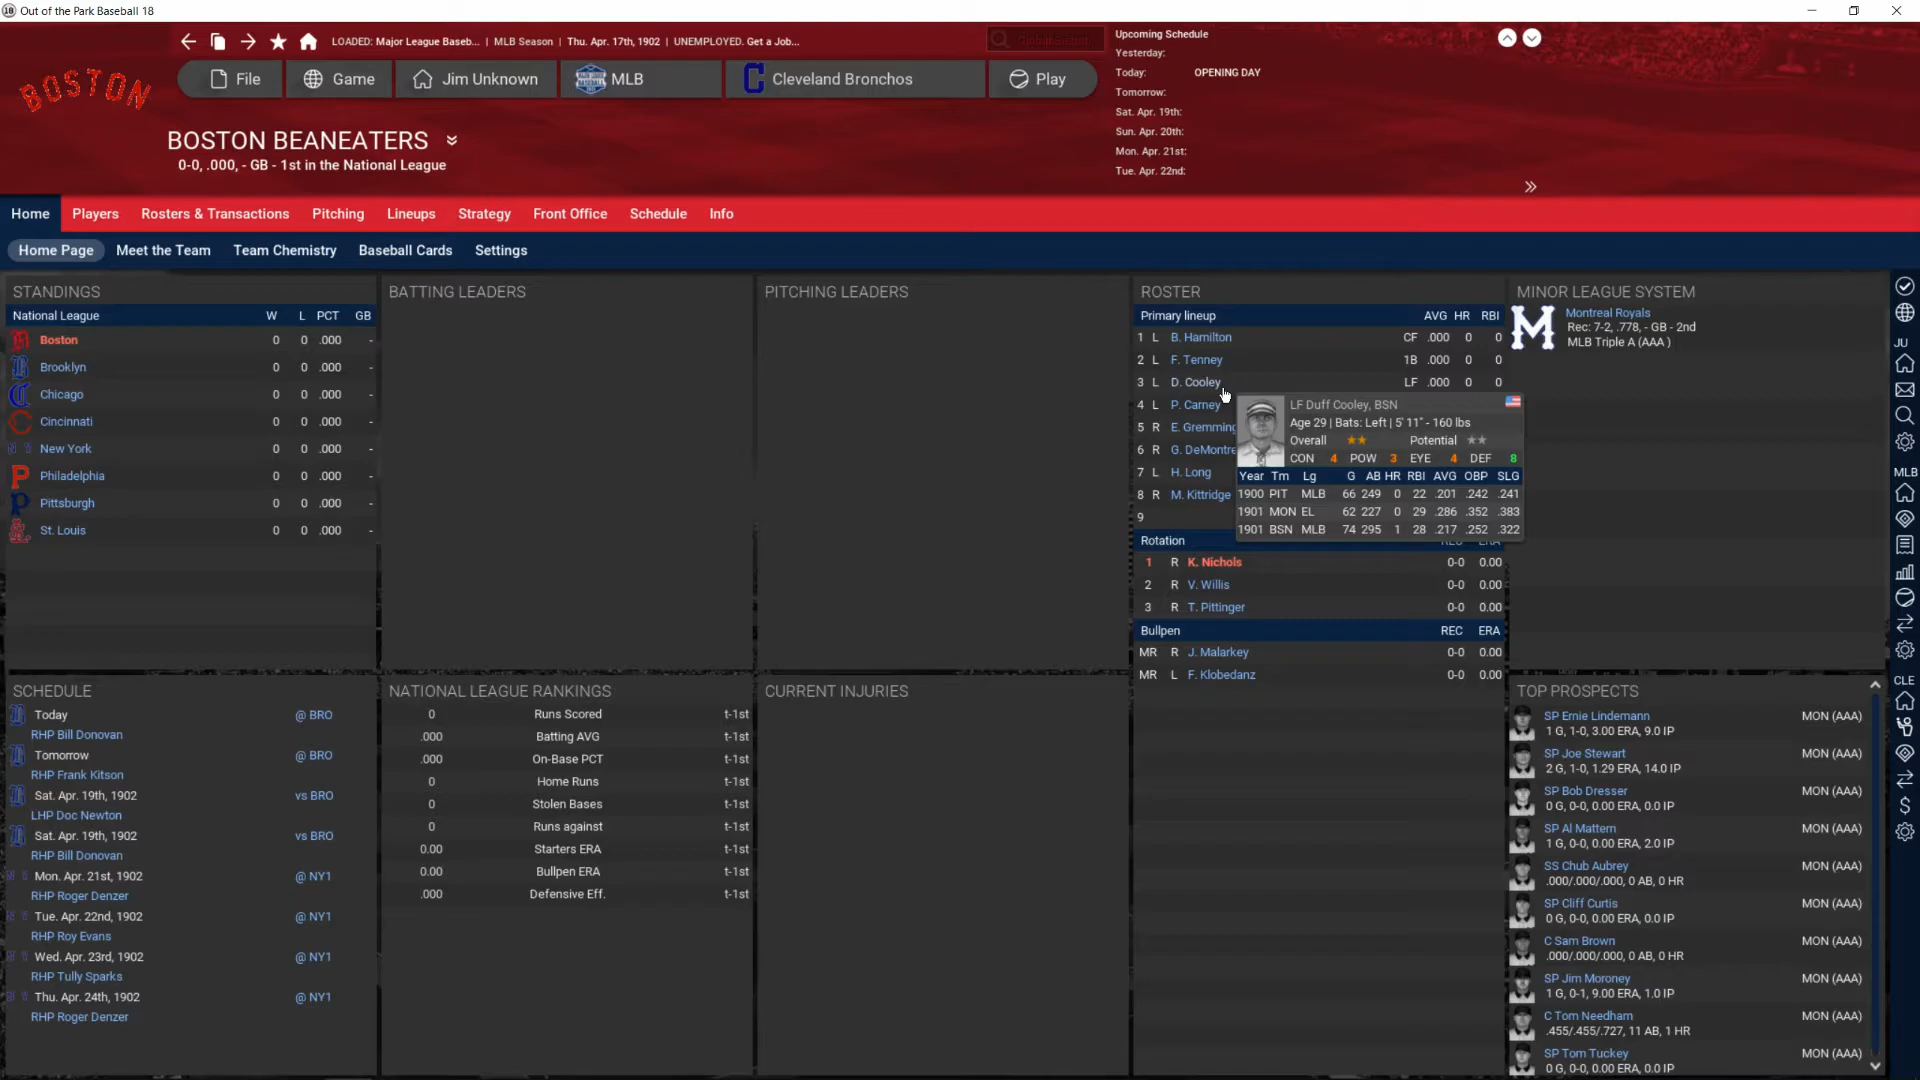 Out of the Park Baseball 18
LOADED: Major League Baseb... | MLB Season | Thu. Apr. 17th, 1902 | UNEMPLOYED. Get a Job...
BOSTON
File Game Jim Unknown MLB Cleveland Bronchos Play
BOSTON BEANEATERS
0-0, .000, - GB - 1st in the National League
Upcoming Schedule
Yesterday:
Today: OPENING DAY
Tomorrow:
Sat. Apr. 19th:
Sun. Apr. 20th:
Mon. Apr. 21st:
Tue. Apr. 22nd:
Home Players Rosters & Transactions Pitching Lineups Strategy Front Office Schedule Info
Home Page Meet the Team Team Chemistry Baseball Cards Settings
STANDINGS
National League W L PCT GB
Boston 0 0 .000 -
Brooklyn 0 0 .000 -
Chicago 0 0 .000 -
Cincinnati 0 0 .000 -
New York 0 0 .000 -
Philadelphia 0 0 .000 -
Pittsburgh 0 0 .000 -
St. Louis 0 0 .000 -
BATTING LEADERS
PITCHING LEADERS
ROSTER
Primary lineup AVG HR RBI
1 L B. Hamilton CF .000 0 0
2 L F. Tenney 1B .000 0 0
3 L D. Cooley LF .000 0 0
4 L P. Carney
5 R E. Gremming
6 R G. DeMontre
7 L H. Long
8 R M. Kittridge
9
LF Duff Cooley, BSN
Age 29 | Bats: Left | 5' 11" - 160 lbs
Overall ★★ Potential ★★
CON 4 POW 3 EYE 4 DEF 8
Year Tm Lg G AB HR RBI AVG OBP SLG
1900 PIT MLB 66 249 0 22 .201 .242 .241
1901 MON EL 62 227 0 29 .286 .352 .383
1901 BSN MLB 74 295 1 28 .217 .252 .322
Rotation REC ERA
1 R K. Nichols 0-0 0.00
2 R V. Willis 0-0 0.00
3 R T. Pittinger 0-0 0.00
Bullpen REC ERA
MR R J. Malarkey 0-0 0.00
MR L F. Klobedanz 0-0 0.00
MINOR LEAGUE SYSTEM
M Montreal Royals
Rec: 7-2, .778, - GB - 2nd
MLB Triple A (AAA )
JU
MLB
CLE
SCHEDULE
Today @ BRO
RHP Bill Donovan
Tomorrow @ BRO
RHP Frank Kitson
Sat. Apr. 19th, 1902 vs BRO
LHP Doc Newton
Sat. Apr. 19th, 1902 vs BRO
RHP Bill Donovan
Mon. Apr. 21st, 1902 @ NY1
RHP Roger Denzer
Tue. Apr. 22nd, 1902 @ NY1
RHP Roy Evans
Wed. Apr. 23rd, 1902 @ NY1
RHP Tully Sparks
Thu. Apr. 24th, 1902 @ NY1
RHP Roger Denzer
NATIONAL LEAGUE RANKINGS
0 Runs Scored t-1st
.000 Batting AVG t-1st
.000 On-Base PCT t-1st
0 Home Runs t-1st
0 Stolen Bases t-1st
0 Runs against t-1st
0.00 Starters ERA t-1st
0.00 Bullpen ERA t-1st
.000 Defensive Eff. t-1st
CURRENT INJURIES
TOP PROSPECTS
SP Ernie Lindemann MON (AAA)
1 G, 1-0, 3.00 ERA, 9.0 IP
SP Joe Stewart MON (AAA)
2 G, 1-0, 1.29 ERA, 14.0 IP
SP Bob Dresser MON (AAA)
0 G, 0-0, 0.00 ERA, 0.0 IP
SP Al Mattern MON (AAA)
1 G, 0-0, 0.00 ERA, 2.0 IP
SS Chub Aubrey MON (AAA)
.000/.000/.000, 0 AB, 0 HR
SP Cliff Curtis MON (AAA)
0 G, 0-0, 0.00 ERA, 0.0 IP
C Sam Brown MON (AAA)
.000/.000/.000, 0 AB, 0 HR
SP Jim Moroney MON (AAA)
1 G, 0-1, 9.00 ERA, 1.0 IP
C Tom Needham MON (AAA)
.455/.455/.727, 11 AB, 1 HR
SP Tom Tuckey MON (AAA)
0 G, 0-0, 0.00 ERA, 0.0 IP